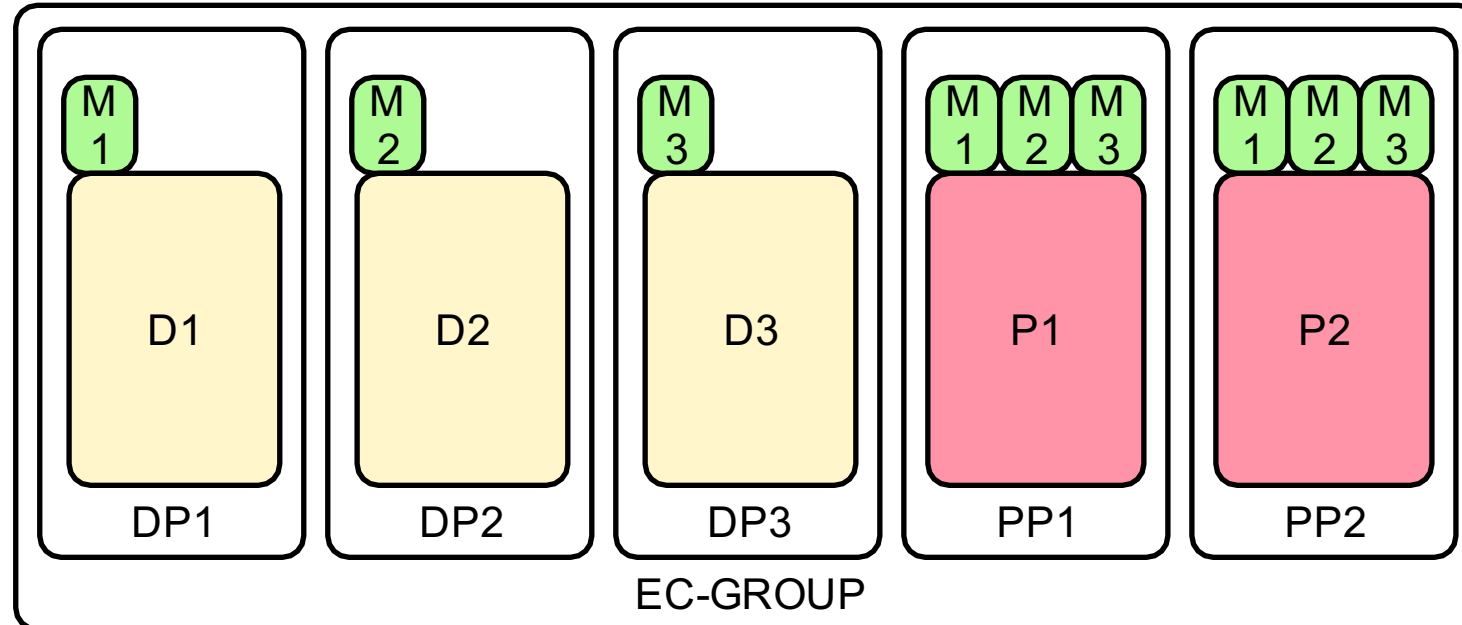 M M M M M M M M M
1 2 3 1 2 3 1 2 3
D1 D2 D3 P1 P2
DP1 DP2 DP3 PP1 PP2
EC-GROUP